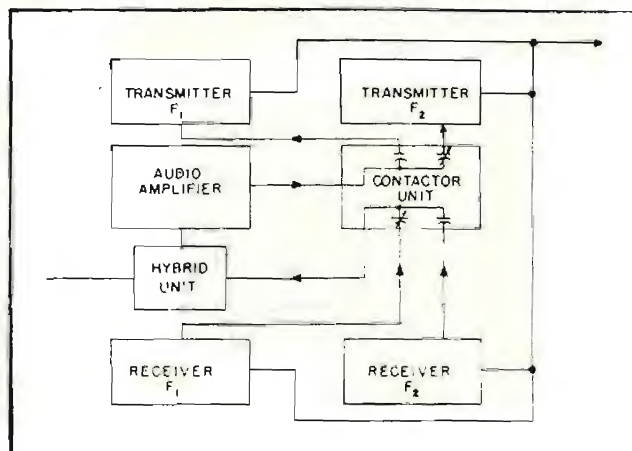 TRANSMITTER
F1
TRANSMITTER
F2
AUDIO
AMPLIFIER
CONTACTOR
UNIT
HYBRID
UNIT
RECEIVER
F1
RECEIVER
F2